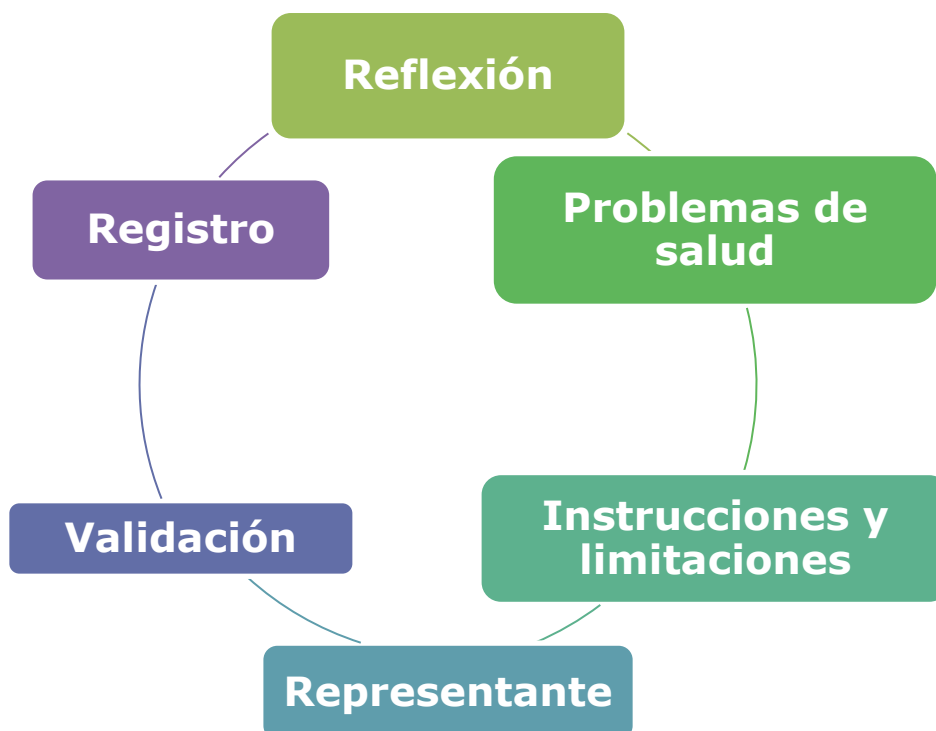 Reflexión
Problemas de
salud
Instrucciones y
limitaciones
Representante
Validación
Registro